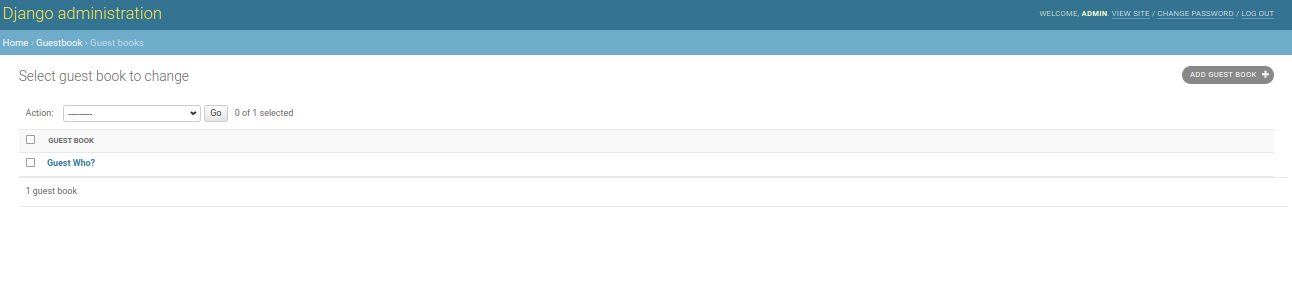 Django administration
WELCOME, ADMIN. VIEW SITE / CHANGE PASSWORD / LOG OUT
Home › Guestbook › Guest books
Select guest book to change
ADD GUEST BOOK +
Action: --------- Go 0 of 1 selected
GUEST BOOK
Guest Who?
1 guest book